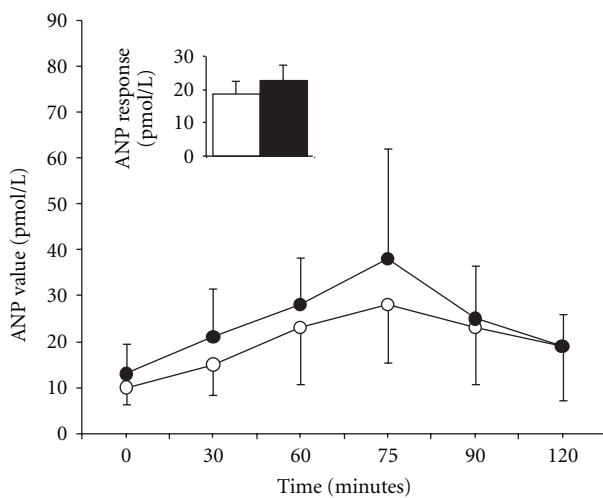 90
80
70
60
50
40
30
20
10
0
ANP value (pmol/L)
30
20
10
0
ANP response
(pmol/L)
0 30 60 75 90 120
Time (minutes)